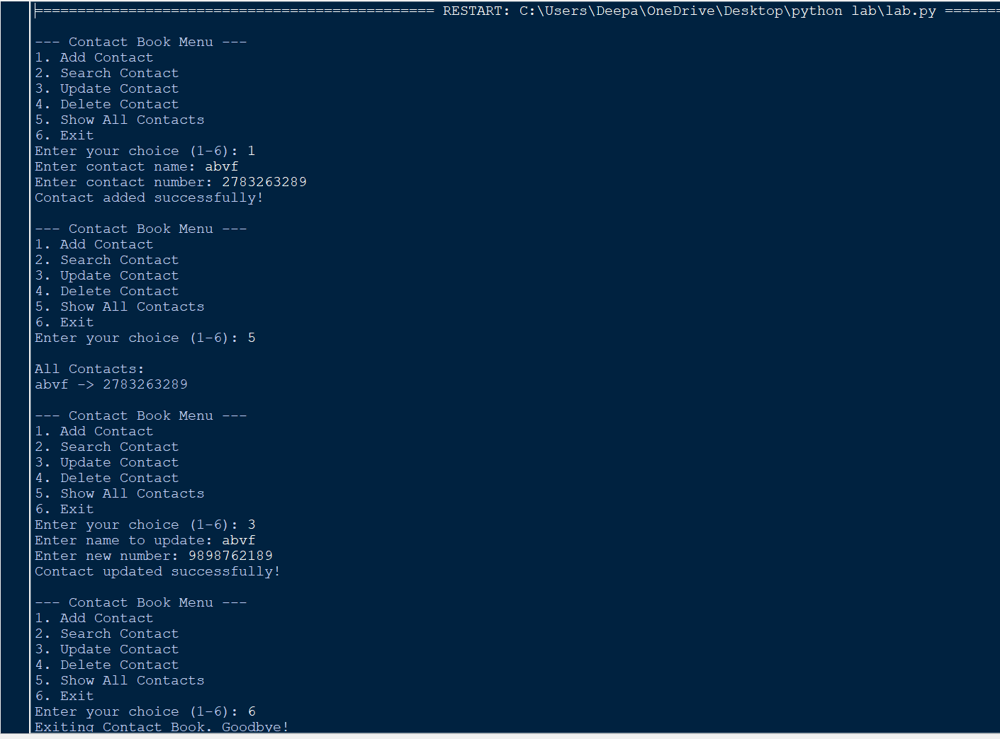 =============================================== RESTART: C:\Users\Deepa\OneDrive\Desktop\python lab\lab.py =======
--- Contact Book Menu ---
1. Add Contact
2. Search Contact
3. Update Contact
4. Delete Contact
5. Show All Contacts
6. Exit
Enter your choice (1-6): 1
Enter contact name: abvf
Enter contact number: 2783263289
Contact added successfully!
--- Contact Book Menu ---
1. Add Contact
2. Search Contact
3. Update Contact
4. Delete Contact
5. Show All Contacts
6. Exit
Enter your choice (1-6): 5
All Contacts:
abvf -> 2783263289
--- Contact Book Menu ---
1. Add Contact
2. Search Contact
3. Update Contact
4. Delete Contact
5. Show All Contacts
6. Exit
Enter your choice (1-6): 3
Enter name to update: abvf
Enter new number: 9898762189
Contact updated successfully!
--- Contact Book Menu ---
1. Add Contact
2. Search Contact
3. Update Contact
4. Delete Contact
5. Show All Contacts
6. Exit
Enter your choice (1-6): 6
Exiting Contact Book. Goodbye!